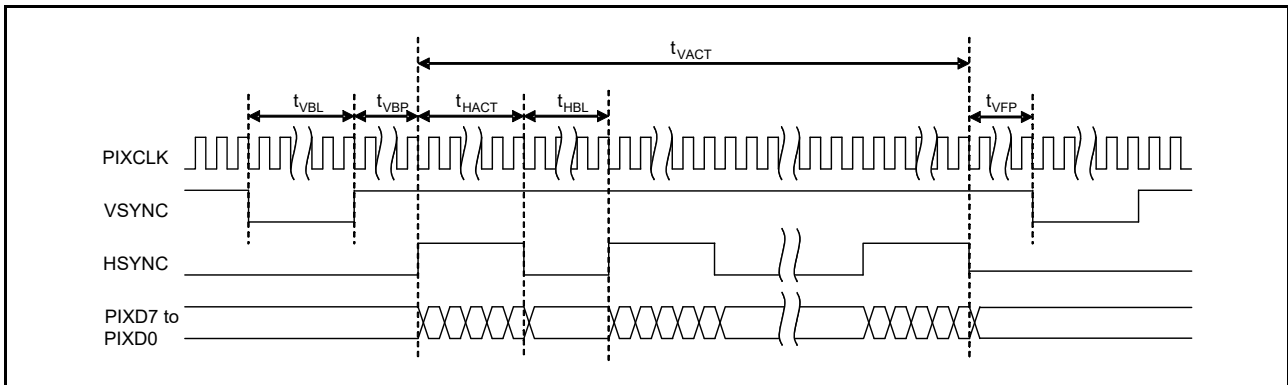 tVACT
tVBL tVBP tHACT tHBL tVFP
PIXCLK
VSYNC
HSYNC
PIXD7 to
PIXD0